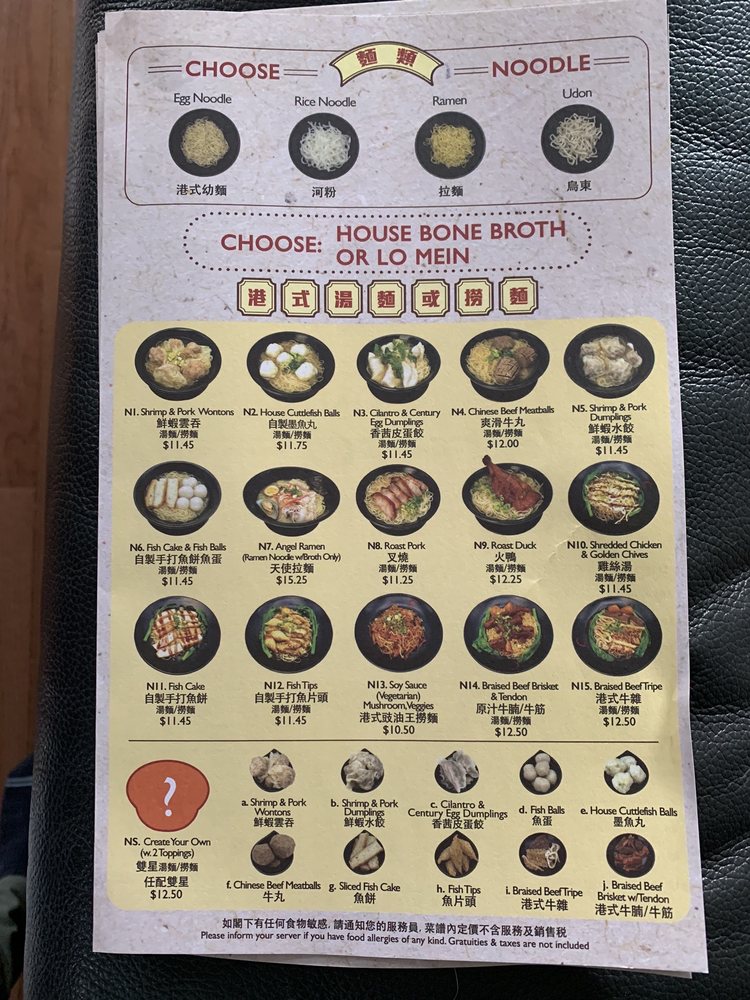 CHOOSE 麵類 NOODLE
Egg Noodle
港式幼麵
Rice Noodle
河粉
Ramen
拉麵
Udon
烏東
CHOOSE: HOUSE BONE BROTH
OR LO MEIN
港式湯麵或撈麵
N1. Shrimp & Pork Wontons
鮮蝦雲吞
湯麵/撈麵
$11.45
N2. House Cuttlefish Balls
自製墨魚丸
湯麵/撈麵
$11.75
N3. Cilantro & Century
Egg Dumplings
香茜皮蛋餃
湯麵/撈麵
$11.45
N4. Chinese Beef Meatballs
爽滑牛丸
湯麵/撈麵
$12.00
N5. Shrimp & Pork
Dumplings
鮮蝦水餃
湯麵/撈麵
$11.45
N6. Fish Cake & Fish Balls
自製手打魚餅魚蛋
湯麵/撈麵
$11.45
N7. Angel Ramen
(Ramen Noodle w/Broth Only)
天使拉麵
$15.25
N8. Roast Pork
叉燒
湯麵/撈麵
$11.25
N9. Roast Duck
火鴨
湯麵/撈麵
$12.25
N10. Shredded Chicken
& Golden Chives
雞絲湯
湯麵/撈麵
$11.45
N11. Fish Cake
自製手打魚餅
湯麵/撈麵
$11.45
N12. Fish Tips
自製手打魚片頭
湯麵/撈麵
$11.45
N13. Soy Sauce
(Vegetarian)
Mushroom, Veggies
港式豉油王撈麵
$10.50
N14. Braised Beef Brisket
& Tendon
原汁牛腩/牛筋
湯麵/撈麵
$12.50
N15. Braised Beef Tripe
港式牛雜
湯麵/撈麵
$12.50
?
NS. Create Your Own
(w. 2 Toppings)
雙星湯麵/撈麵
任配雙星
$12.50
a. Shrimp & Pork
Wontons
鮮蝦雲吞
b. Shrimp & Pork
Dumplings
鮮蝦水餃
c. Cilantro &
Century Egg Dumplings
香茜皮蛋餃
d. Fish Balls
魚蛋
e. House Cuttlefish Balls
墨魚丸
f. Chinese Beef Meatballs
牛丸
g. Sliced Fish Cake
魚餅
h. Fish Tips
魚片頭
i. Braised Beef Tripe
港式牛雜
j. Braised Beef
Brisket w/Tendon
港式牛腩/牛筋
如閣下有任何食物敏感, 請通知您的服務員, 菜譜內定價不含服務及銷售税
Please inform your server if you have food allergies of any kind. Gratuities & taxes are not included